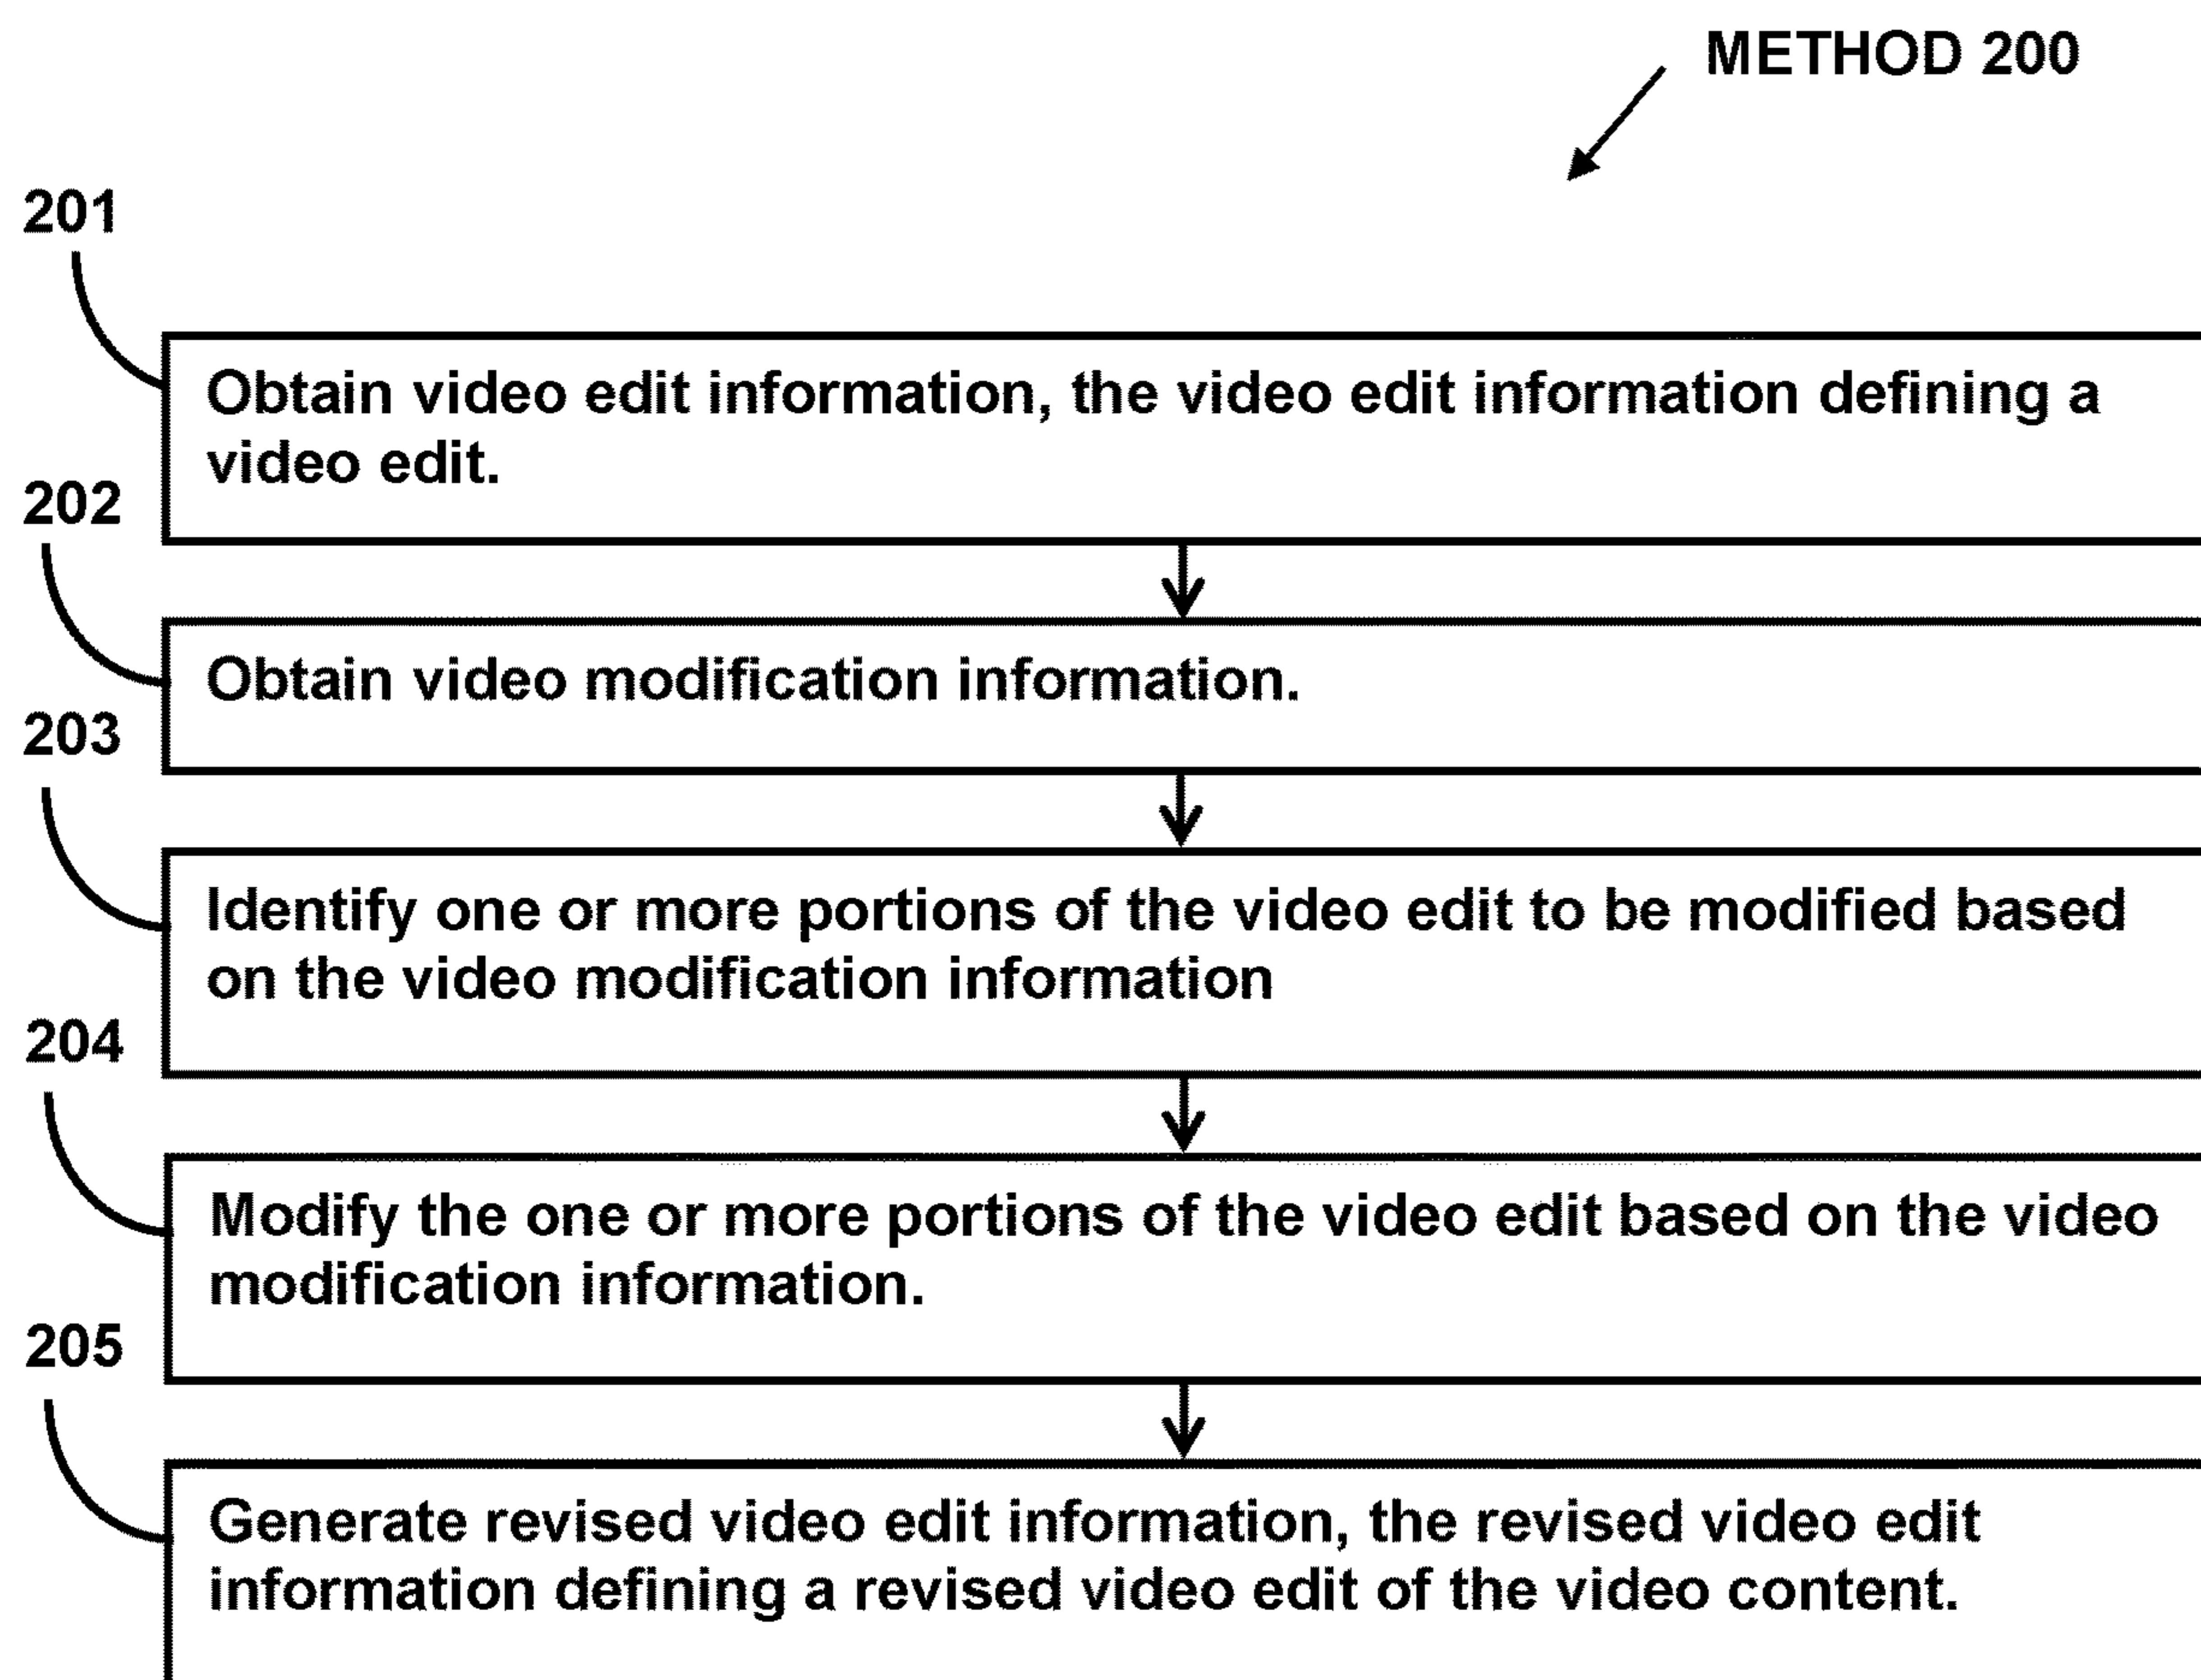 METHOD 200
201
Obtain video edit information, the video edit information defining a
video edit.
202
Obtain video modification information.
203
Identify one or more portions of the video edit to be modified based
on the video modification information
204
Modify the one or more portions of the video edit based on the video
modification information.
205
Generate revised video edit information, the revised video edit
information defining a revised video edit of the video content.